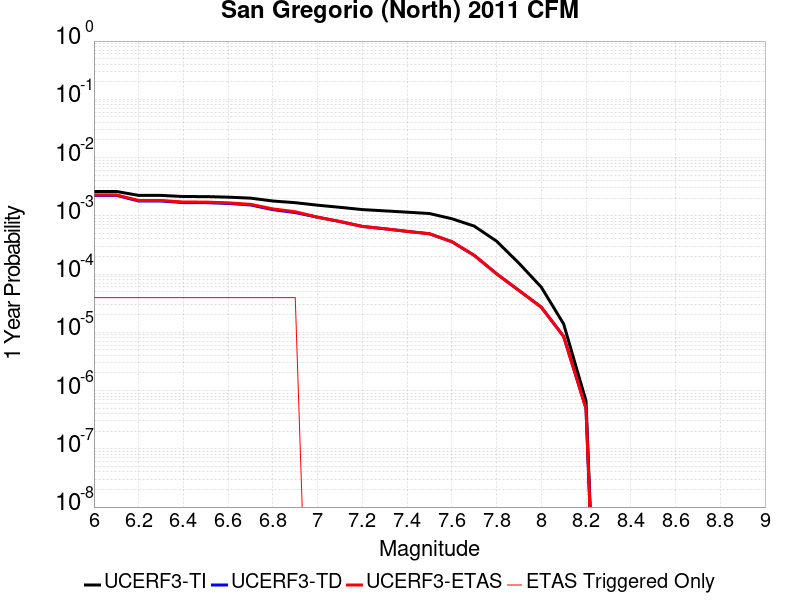 San Gregorio (North) 2011 CFM
10^0
10^-1
10^-2
10^-3
10^-4
10^-5
10^-6
10^-7
10^-8
1 Year Probability
6 6.2 6.4 6.6 6.8 7 7.2 7.4 7.6 7.8 8 8.2 8.4 8.6 8.8 9
Magnitude
UCERF3-TI UCERF3-TD UCERF3-ETAS ETAS Triggered Only